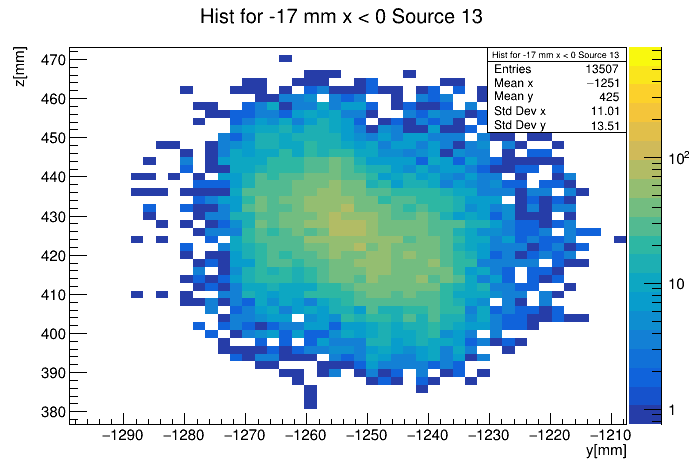 Hist for -17 mm x < 0 Source 13
z[mm]
Hist for -17 mm x < 0 Source 13
Entries 13507
Mean x −1251
Mean y 425
Std Dev x 11.01
Std Dev y 13.51
470
460
450
440
430
420
410
400
390
380
10²
10
1
−1290 −1280 −1270 −1260 −1250 −1240 −1230 −1220 −1210
y[mm]